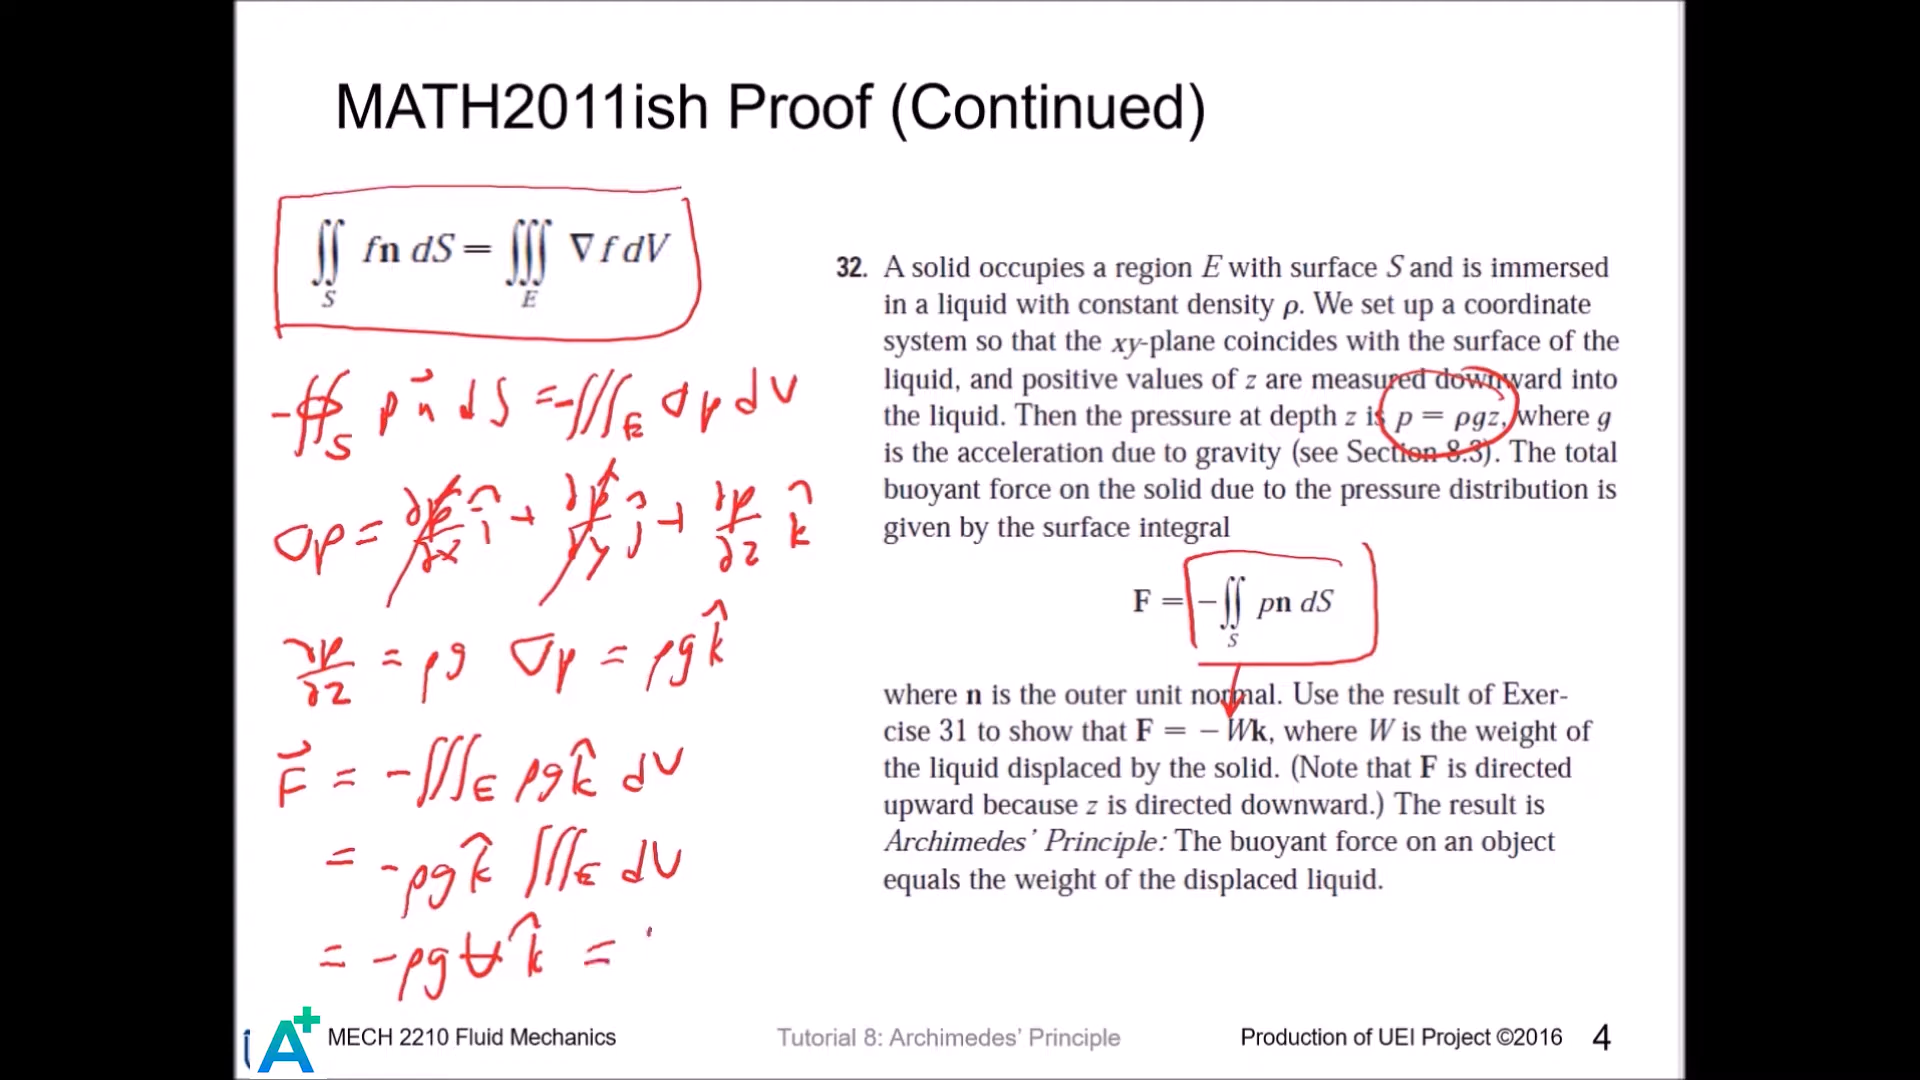 MATH2011ish Proof (Continued)
∬_S fn dS = ∭_E ∇f dV
-∯_S p n⃗ dS = -∭_E ∇p dV
∇p = ∂p/∂x î + ∂p/∂y ĵ + ∂p/∂z k̂
∂p/∂z = ρg ∇p = ρg k̂
F⃗ = -∭_E ρg k̂ dV
= -ρg k̂ ∭_E dV
= -ρg V̶ k̂ =
32. A solid occupies a region E with surface S and is immersed
in a liquid with constant density ρ. We set up a coordinate
system so that the xy-plane coincides with the surface of the
liquid, and positive values of z are measured downward into
the liquid. Then the pressure at depth z is p = ρgz, where g
is the acceleration due to gravity (see Section 8.3). The total
buoyant force on the solid due to the pressure distribution is
given by the surface integral
F = -∬_S pn dS
where n is the outer unit normal. Use the result of Exer-
cise 31 to show that F = -Wk, where W is the weight of
the liquid displaced by the solid. (Note that F is directed
upward because z is directed downward.) The result is
Archimedes' Principle: The buoyant force on an object
equals the weight of the displaced liquid.
A+ MECH 2210 Fluid Mechanics
Tutorial 8: Archimedes' Principle
Production of UEI Project ©2016 4